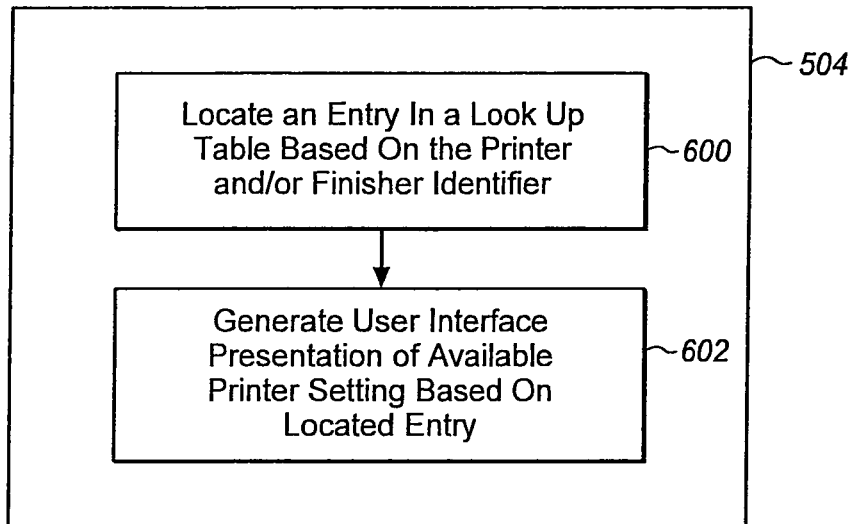 504
Locate an Entry In a Look Up
Table Based On the Printer
and/or Finisher Identifier
600
Generate User Interface
Presentation of Available
Printer Setting Based On
Located Entry
602